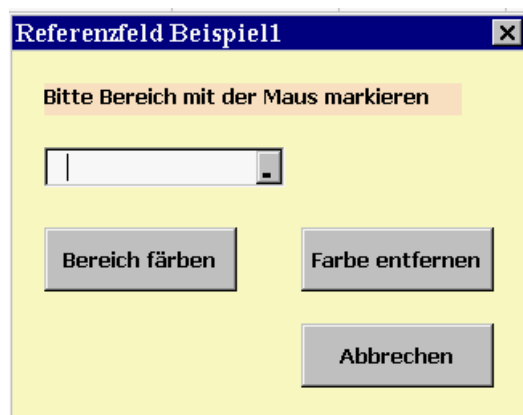 Referenzfeld Beispiel1
Bitte Bereich mit der Maus markieren
Bereich färben
Farbe entfernen
Abbrechen